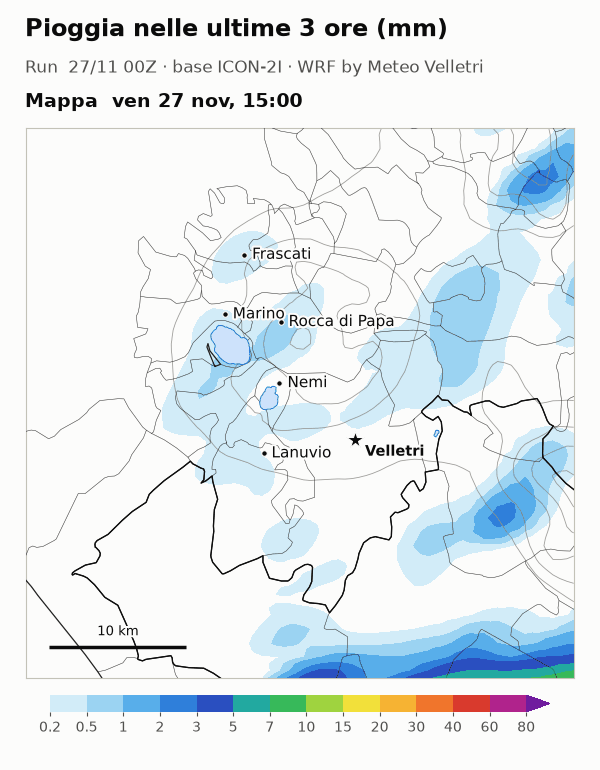 Pioggia nelle ultime 3 ore (mm)
Run  27/11 00Z · base ICON-2I · WRF by Meteo Velletri
Mappa  ven 27 nov, 15:00
Frascati
Marino
Rocca di Papa
Nemi
Velletri
Lanuvio
10 km
0.2 0.5 1 2 3 5 7 10 15 20 30 40 60 80